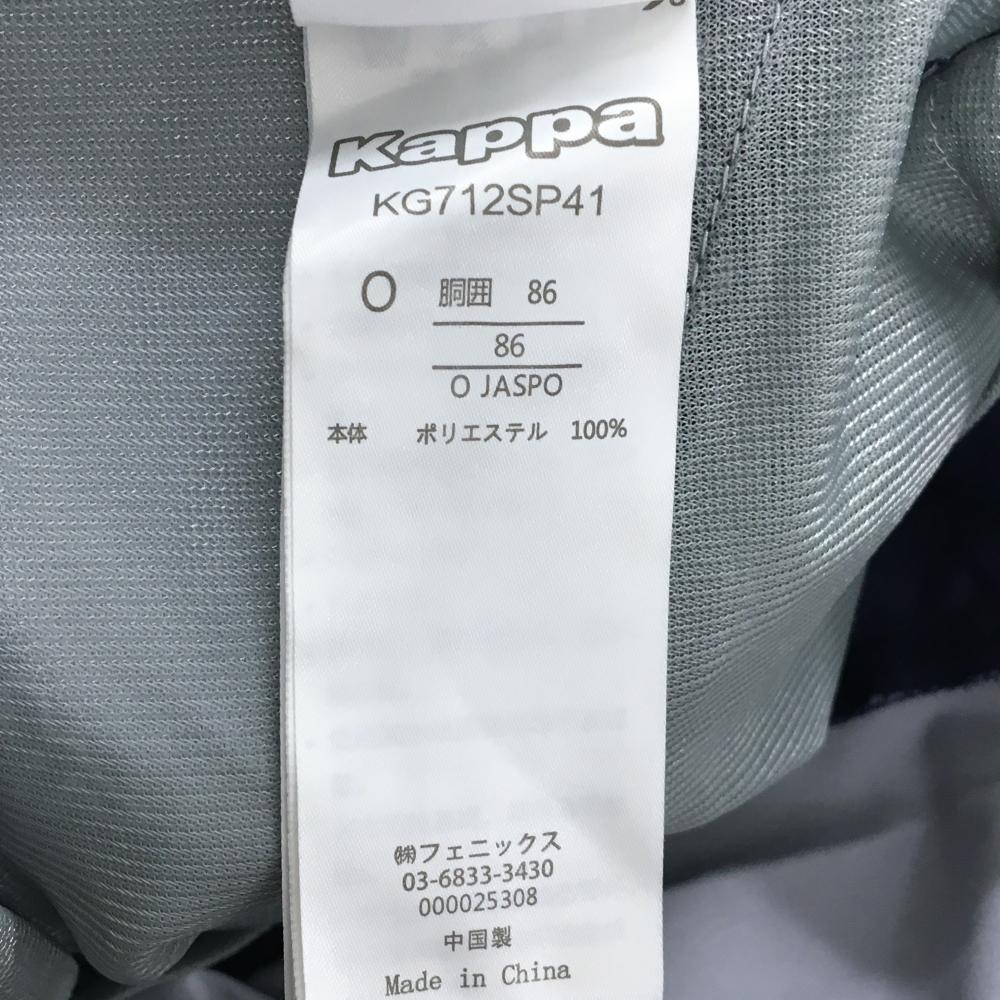 Kappa
KG712SP41
O 胴囲 86
86
O JASPO
本体 ポリエステル 100%
㈱フェニックス
03-6833-3430
000025308
中国製
Made in China